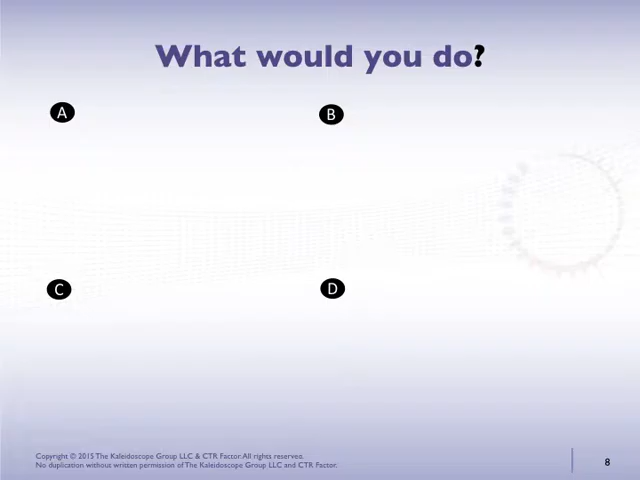 What would you do?
A
B
C
D
Copyright © 2015 The Kaleidoscope Group LLC & CTR Factor. All rights reserved.
No duplication without written permission of The Kaleidoscope Group LLC and CTR Factor.
8